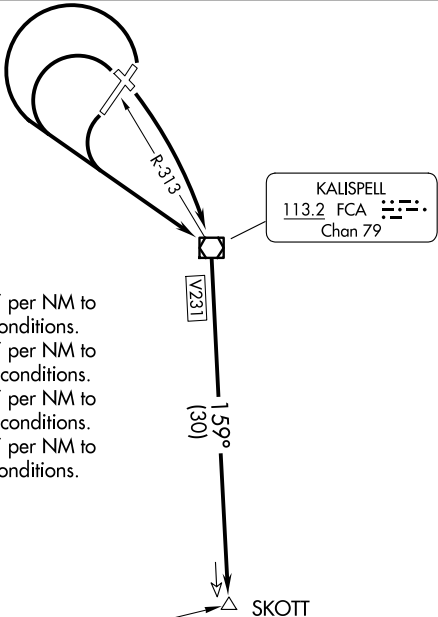 R-313
KALISPELL
113.2 FCA
Chan 79
V231
per NM to
onditions.
per NM to
conditions.
per NM to
conditions.
per NM to
onditions.
159°
(30)
SKOTT